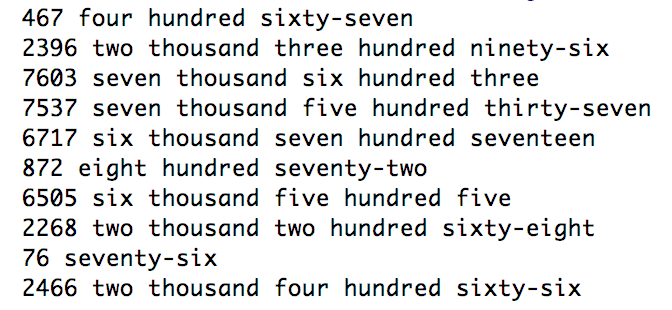 467 four hundred sixty-seven
2396 two thousand three hundred ninety-six
7603 seven thousand six hundred three
7537 seven thousand five hundred thirty-seven
6717 six thousand seven hundred seventeen
872 eight hundred seventy-two
6505 six thousand five hundred five
2268 two thousand two hundred sixty-eight
76 seventy-six
2466 two thousand four hundred sixty-six